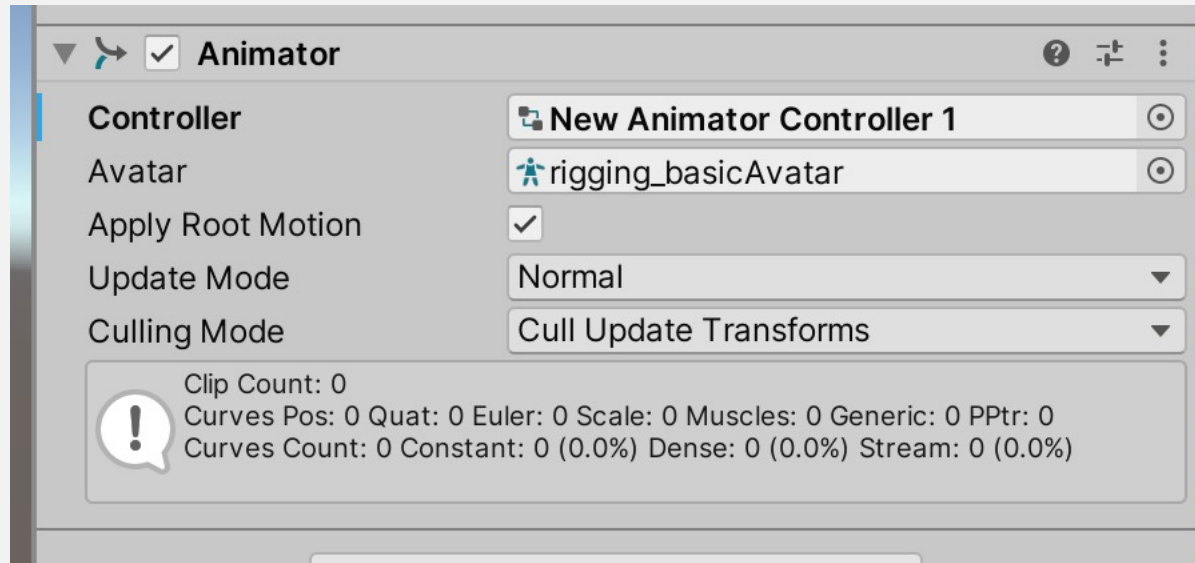 Animator
Controller New Animator Controller 1
Avatar rigging_basicAvatar
Apply Root Motion
Update Mode Normal
Culling Mode Cull Update Transforms
Clip Count: 0
Curves Pos: 0 Quat: 0 Euler: 0 Scale: 0 Muscles: 0 Generic: 0 PPtr: 0
Curves Count: 0 Constant: 0 (0.0%) Dense: 0 (0.0%) Stream: 0 (0.0%)